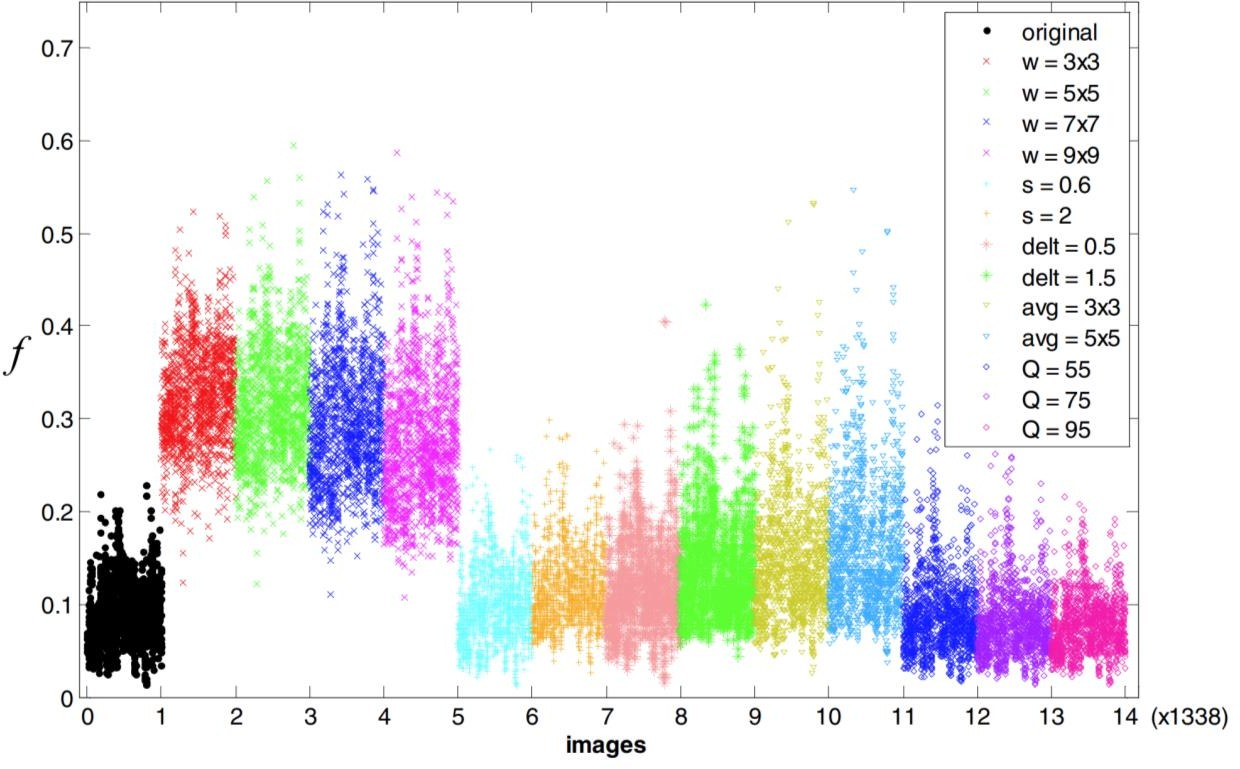 0.7
0.6
0.5
0.4
0.3
0.2
0.1
0
f
original
w = 3x3
w = 5x5
w = 7x7
w = 9x9
s = 0.6
s = 2
delt = 0.5
delt = 1.5
avg = 3x3
avg = 5x5
Q = 55
Q = 75
Q = 95
0 1 2 3 4 5 6 7 8 9 10 11 12 13 14 (x1338)
images